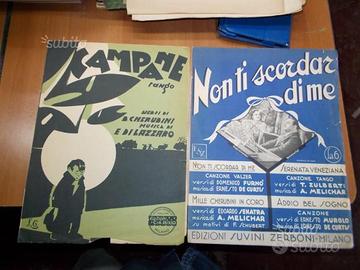 subito
KAMPANE
tango
VERSI DI
B. CHERUBINI
MUSICA DI
E. DI LAZZARO
Non ti scordar
di me
NON TI SCORDAR DI ME
CANZONE VALZER
versi di DOMENICO FURNÒ
musica di ERNESTO DE CURTIS
SERENATA VENEZIANA
CANZONE TANGO
versi di T. ZULBERTI
musica di A. MELICHAR
MILLE CHERUBINI IN CORO
versi di EDOARDO SENATRA
musica di A. MELICHAR
su motivi di F. SCHUBERT
ADDIO BEL SOGNO
CANZONE
versi di ERNESTO MUROLO
musica di ERNESTO DE CURTIS
EDIZIONI SUVINI ZERBONI - MILANO
subito